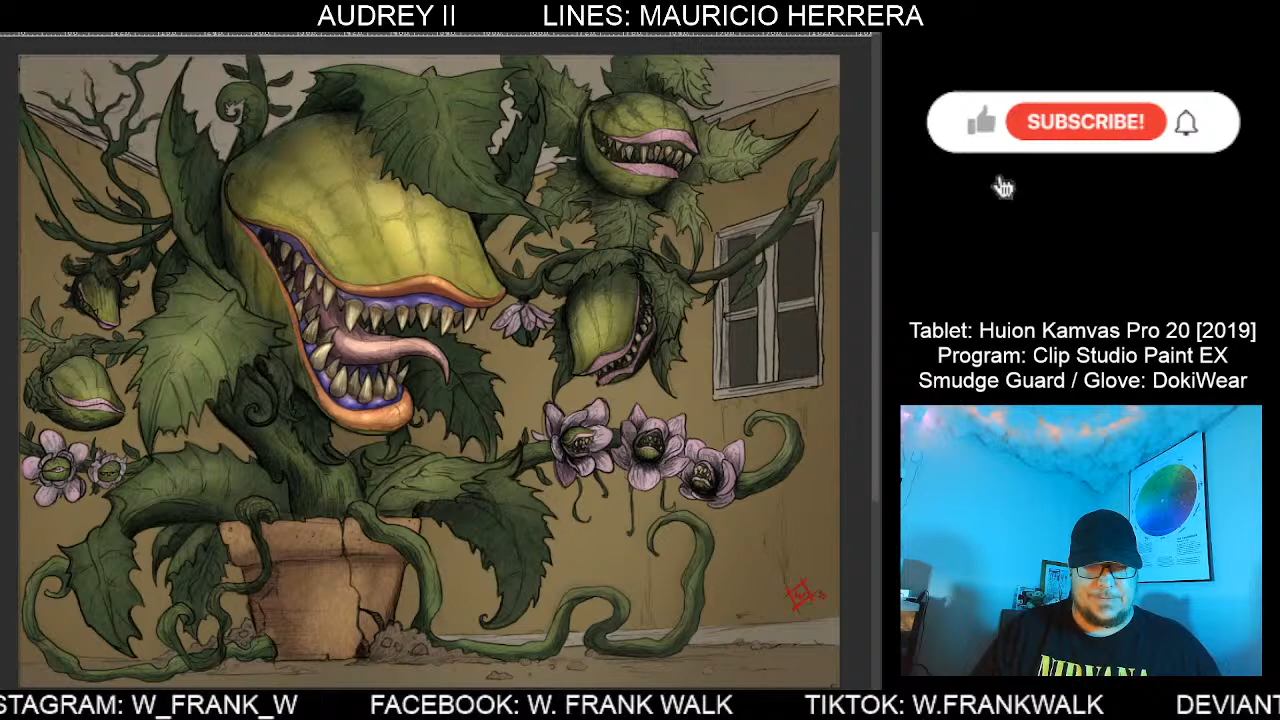 AUDREY II LINES: MAURICIO HERRERA
SUBSCRIBE!
Tablet: Huion Kamvas Pro 20 [2019]
Program: Clip Studio Paint EX
Smudge Guard / Glove: DokiWear
NIRVANA
STAGRAM: W_FRANK_W FACEBOOK: W. FRANK WALK TIKTOK: W.FRANKWALK DEVIANT